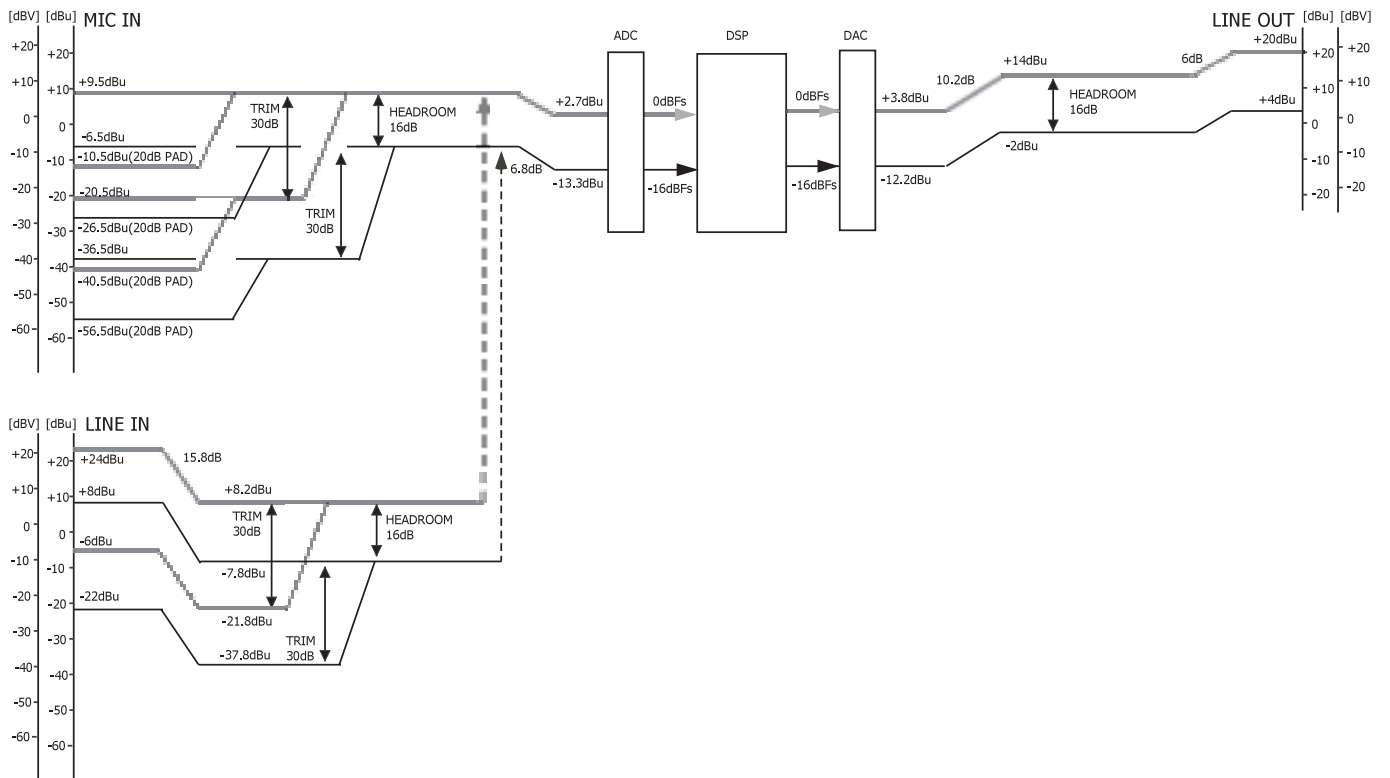 [dBV] [dBu] MIC IN
+20
+10
0
-10
-20
-30
-40
-50
-60
+20
+10
0
-10
-20
-30
-40
-50
-60
+9.5dBu
-6.5dBu
-10.5dBu(20dB PAD)
-20.5dBu
-26.5dBu(20dB PAD)
-36.5dBu
-40.5dBu(20dB PAD)
-56.5dBu(20dB PAD)
TRIM
30dB
TRIM
30dB
HEADROOM
16dB
6.8dB
+2.7dBu
-13.3dBu
ADC
0dBFs
-16dBFs
DSP
0dBFs
-16dBFs
DAC
+3.8dBu
-12.2dBu
10.2dB
+14dBu
HEADROOM
16dB
-2dBu
6dB
LINE OUT [dBu] [dBV]
+20dBu
+4dBu
+20
+10
0
-10
-20
+20
+10
0
-10
-20
[dBV] [dBu] LINE IN
+20
+10
0
-10
-20
-30
-40
-50
-60
+20
+10
0
-10
-20
-30
-40
-50
-60
+24dBu
+8dBu
-6dBu
-22dBu
15.8dB
+8.2dBu
-7.8dBu
-21.8dBu
-37.8dBu
TRIM
30dB
TRIM
30dB
HEADROOM
16dB